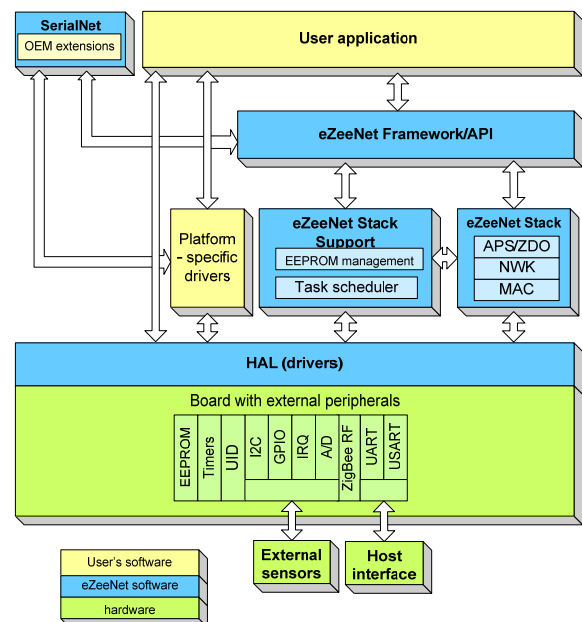 SerialNet
OEM extensions
User application
eZeeNet Framework/API
Platform
- specific
drivers
eZeeNet Stack
Support
EEPROM management
Task scheduler
eZeeNet Stack
APS/ZDO
NWK
MAC
HAL (drivers)
Board with external peripherals
EEPROM
Timers
UID
I2C
GPIO
IRQ
A/D
ZigBee RF
UART
USART
External
sensors
Host
interface
User's software
eZeeNet software
hardware